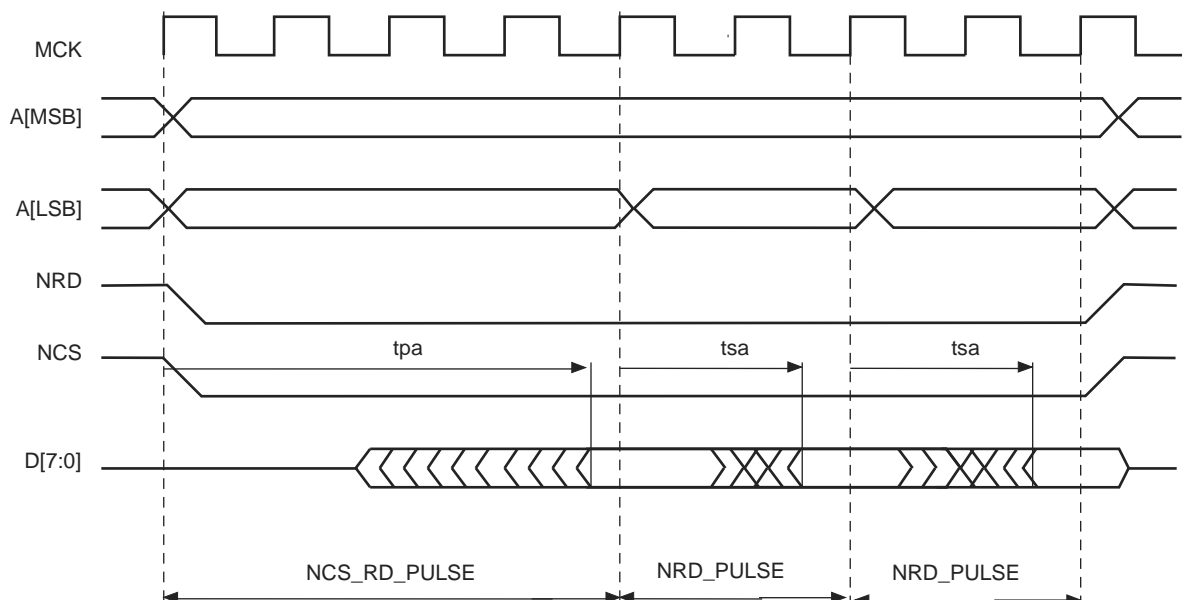 MCK
A[MSB]
A[LSB]
NRD
NCS
tpa
tsa
tsa
D[7:0]
NCS_RD_PULSE
NRD_PULSE
NRD_PULSE